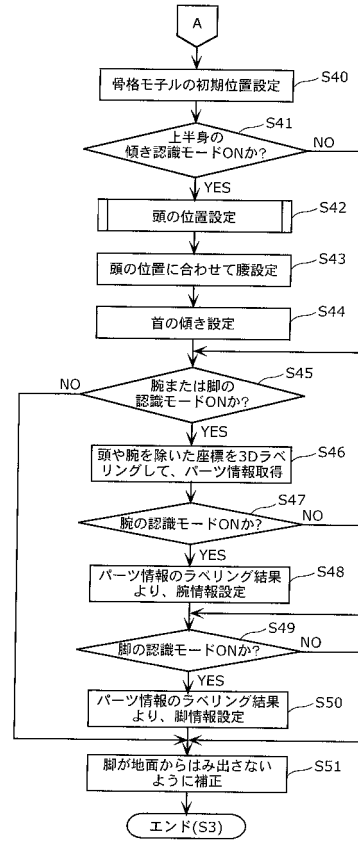 A
骨格モデルの初期位置設定
S40
上半身の
傾き認識モードONか?
S41
NO
YES
頭の位置設定
S42
頭の位置に合わせて腰設定
S43
首の傾き設定
S44
NO
腕または脚の
認識モードONか?
S45
YES
頭や腕を除いた座標を3Dラベ
リングして、パーツ情報取得
S46
腕の認識モードONか?
S47
NO
YES
パーツ情報のラベリング結果
より、腕情報設定
S48
脚の認識モードONか?
S49
NO
YES
パーツ情報のラベリング結果
より、脚情報設定
S50
脚が地面からはみ出さない
ように補正
S51
エンド(S3)